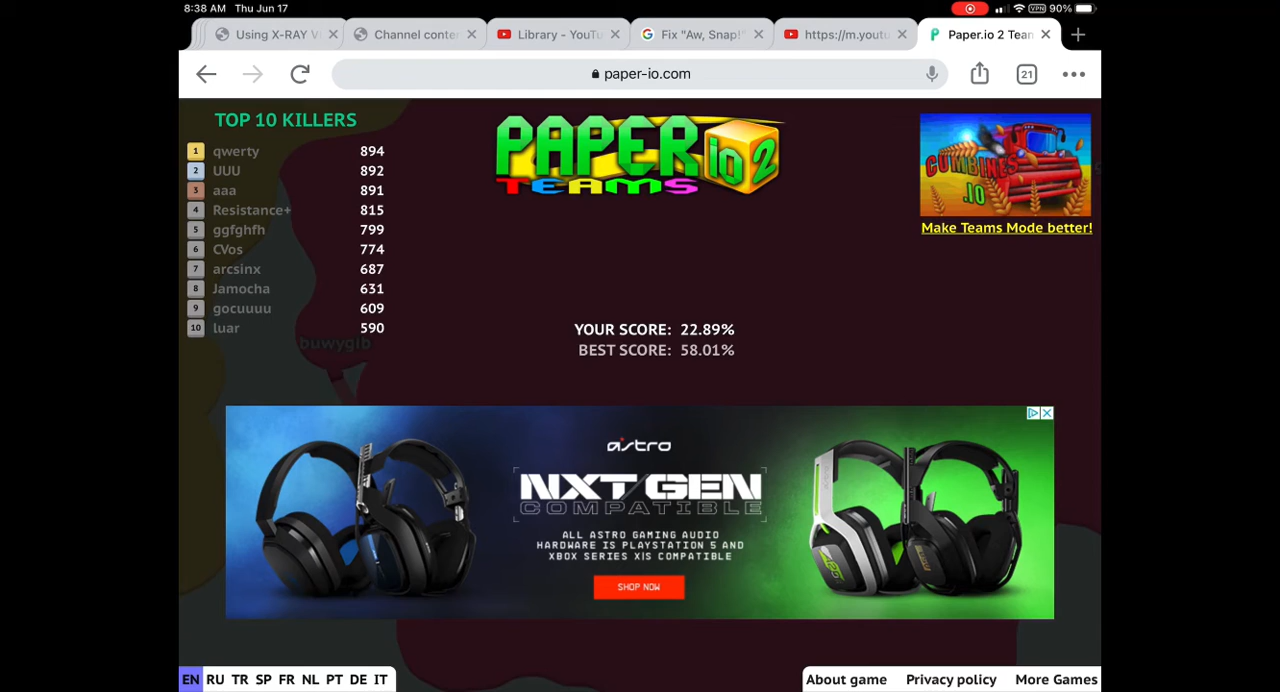 8:38 AM Thu Jun 17
VPN 90%
Using X-RAY V
Channel conte
Library - YouTu
Fix "Aw, Snap!"
https://m.youtu
Paper.io 2 Team
paper-io.com
21
TOP 10 KILLERS
1 qwerty 894
2 UUU 892
3 aaa 891
4 Resistance+ 815
5 ggfghfh 799
6 CVos 774
7 arcsinx 687
8 Jamocha 631
9 gocuuuu 609
10 luar 590
buwygib
PAPER io 2
TEAMS
COMBINES
.IO
Make Teams Mode better!
YOUR SCORE: 22.89%
BEST SCORE: 58.01%
astro
NXT/GEN
COMPATIBLE
ALL ASTRO GAMING AUDIO
HARDWARE IS PLAYSTATION 5 AND
XBOX SERIES X|S COMPATIBLE
SHOP NOW
EN RU TR SP FR NL PT DE IT
About game Privacy policy More Games